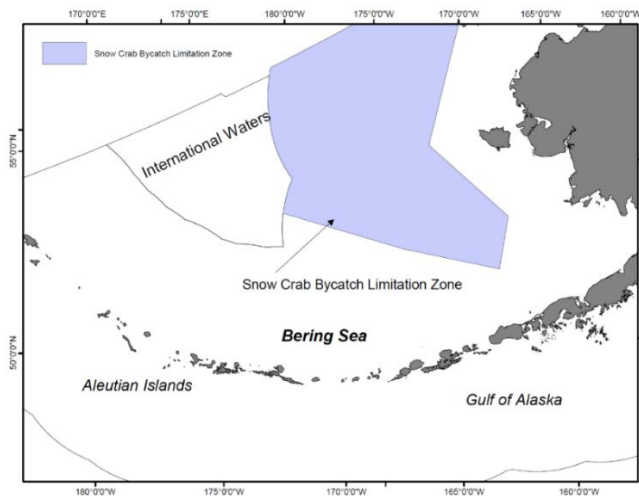 170°0'0"E
175°0'0"E
180°0'0"
175°0'0"W
170°0'0"W
165°0'0"W
160°0'0"W
Snow Crab Bycatch Limitation Zone
International Waters
55°0'0"N
Snow Crab Bycatch Limitation Zone
Bering Sea
50°0'0"N
Aleutian Islands
Gulf of Alaska
180°0'0"W
175°0'0"W
170°0'0"W
165°0'0"W
160°0'0"W